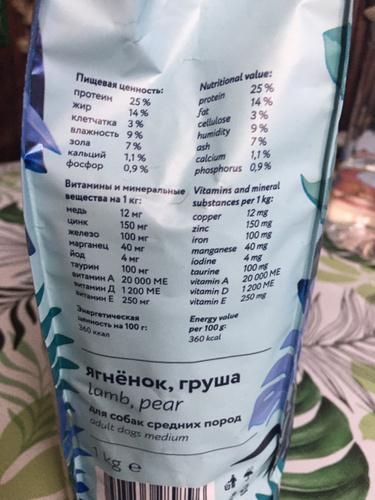 Пищевая ценность:
протеин 25 %
жир 14 %
клетчатка 3 %
влажность 9 %
зола 7 %
кальций 1,1 %
фосфор 0,9 %
Витамины и минеральные
вещества на 1 кг:
медь 12 мг
цинк 150 мг
железо 100 мг
марганец 40 мг
йод 4 мг
таурин 100 мг
витамин А 20 000 МЕ
витамин Д 1 200 МЕ
витамин Е 250 мг
Энергетическая
ценность на 100 г:
360 ккал
Nutritional value:
protein 25 %
fat 14 %
cellulose 3 %
humidity 9 %
ash 7 %
calcium 1,1 %
phosphorus 0,9 %
Vitamins and mineral
substances per 1 kg:
copper 12 mg
zinc 150 mg
iron 100 mg
manganese 40 mg
iodine 4 mg
taurine 100 mg
vitamin A 20 000 ME
vitamin D 1 200 ME
vitamin E 250 mg
Energy value
per 100 g:
360 kcal
ягнёнок, груша
lamb, pear
для собак средних пород
adult dogs medium
1 kg e